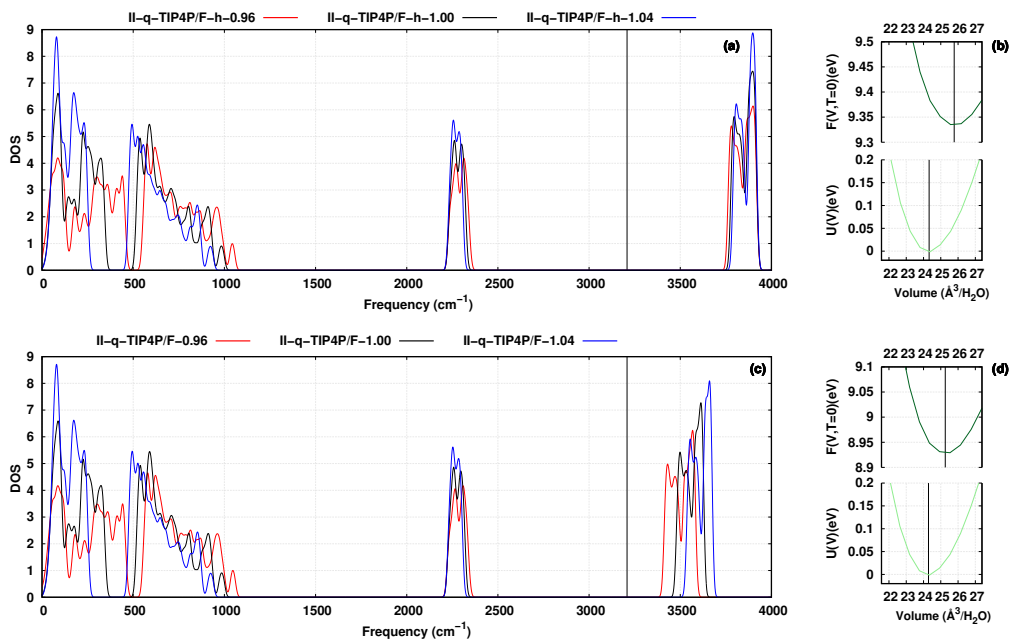 II-q-TIP4P/F-h-0.96 II-q-TIP4P/F-h-1.00 II-q-TIP4P/F-h-1.04
(a)
DOS
9
8
7
6
5
4
3
2
1
0
0 500 1000 1500 2000 2500 3000 3500 4000
Frequency (cm⁻¹)
22 23 24 25 26 27
(b)
F(V,T=0)(eV)
9.5
9.45
9.4
9.35
9.3
U(V)(eV)
0.2
0.15
0.1
0.05
0
22 23 24 25 26 27
Volume (Å³/H₂O)
II-q-TIP4P/F-0.96 II-q-TIP4P/F-1.00 II-q-TIP4P/F-1.04
(c)
DOS
9
8
7
6
5
4
3
2
1
0
0 500 1000 1500 2000 2500 3000 3500 4000
Frequency (cm⁻¹)
22 23 24 25 26 27
(d)
F(V,T=0)(eV)
9.1
9.05
9
8.95
8.9
U(V)(eV)
0.2
0.15
0.1
0.05
0
22 23 24 25 26 27
Volume (Å³/H₂O)